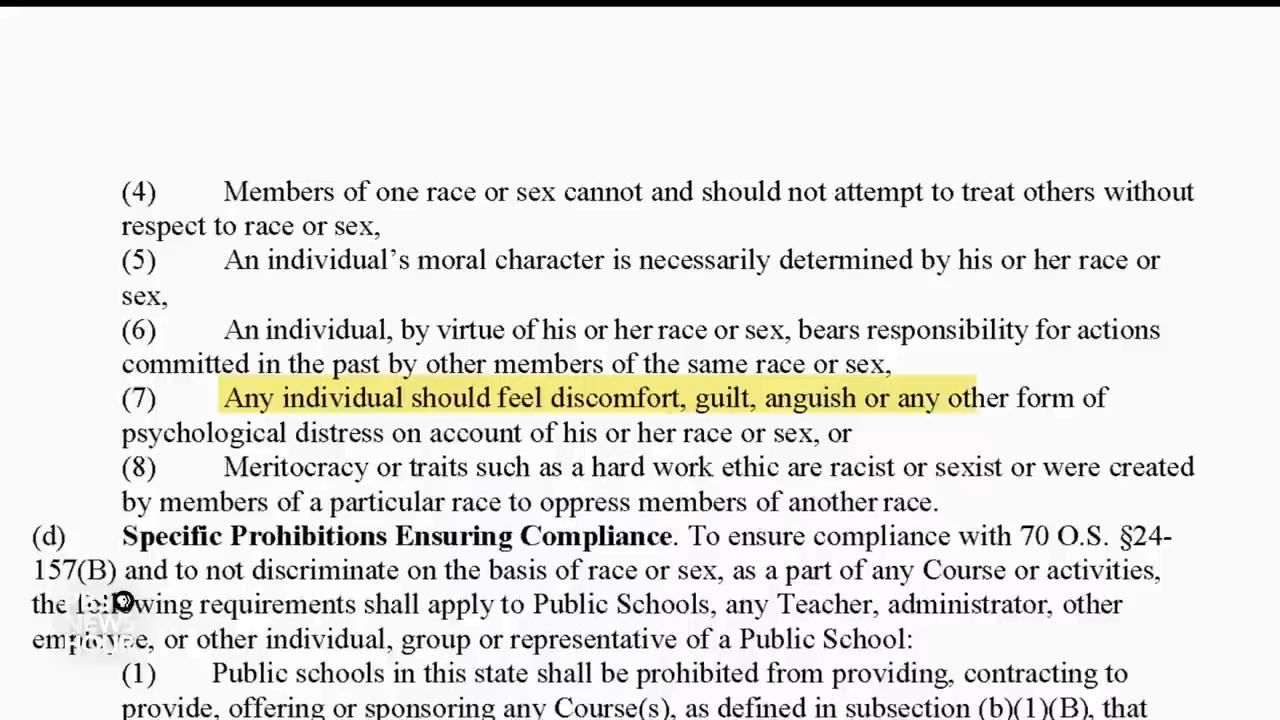 (4) Members of one race or sex cannot and should not attempt to treat others without
respect to race or sex,
(5) An individual’s moral character is necessarily determined by his or her race or
sex,
(6) An individual, by virtue of his or her race or sex, bears responsibility for actions
committed in the past by other members of the same race or sex,
(7) Any individual should feel discomfort, guilt, anguish or any other form of
psychological distress on account of his or her race or sex, or
(8) Meritocracy or traits such as a hard work ethic are racist or sexist or were created
by members of a particular race to oppress members of another race.
(d) Specific Prohibitions Ensuring Compliance. To ensure compliance with 70 O.S. §24-
157(B) and to not discriminate on the basis of race or sex, as a part of any Course or activities,
the following requirements shall apply to Public Schools, any Teacher, administrator, other
employee, or other individual, group or representative of a Public School:
(1) Public schools in this state shall be prohibited from providing, contracting to
provide, offering or sponsoring any Course(s), as defined in subsection (b)(1)(B), that
NEWS